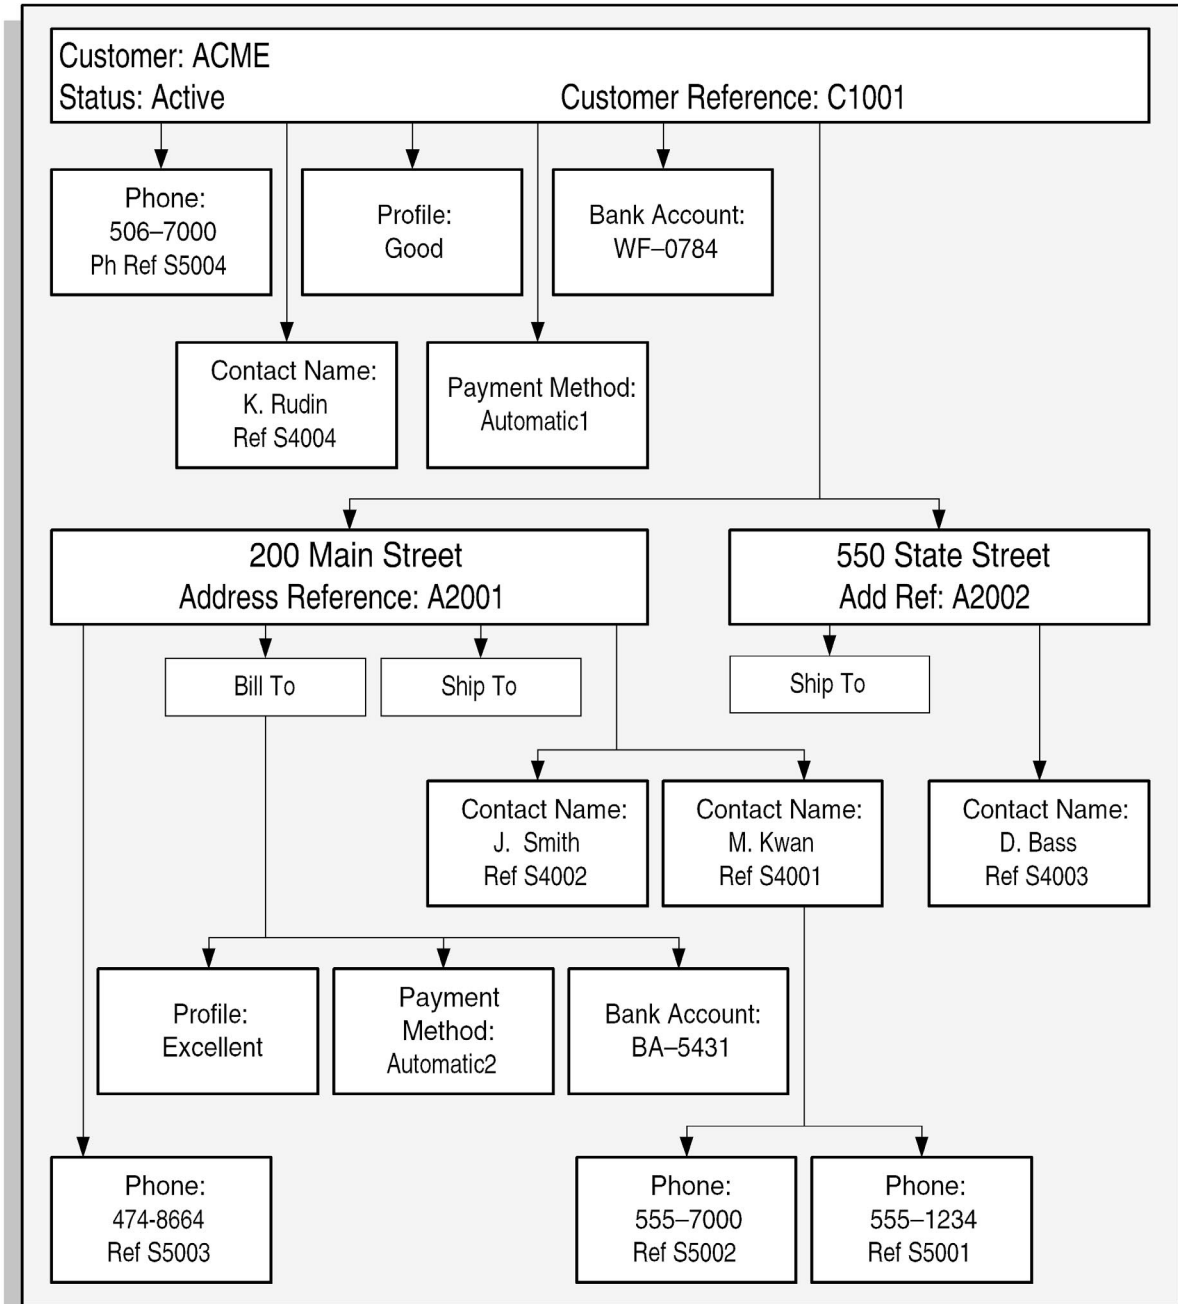 Customer: ACME
Status: Active Customer Reference: C1001
Phone:
506–7000
Ph Ref S5004
Profile:
Good
Bank Account:
WF–0784
Contact Name:
K. Rudin
Ref S4004
Payment Method:
Automatic1
200 Main Street
Address Reference: A2001
550 State Street
Add Ref: A2002
Bill To
Ship To
Ship To
Contact Name:
J. Smith
Ref S4002
Contact Name:
M. Kwan
Ref S4001
Contact Name:
D. Bass
Ref S4003
Profile:
Excellent
Payment
Method:
Automatic2
Bank Account:
BA–5431
Phone:
474-8664
Ref S5003
Phone:
555–7000
Ref S5002
Phone:
555–1234
Ref S5001